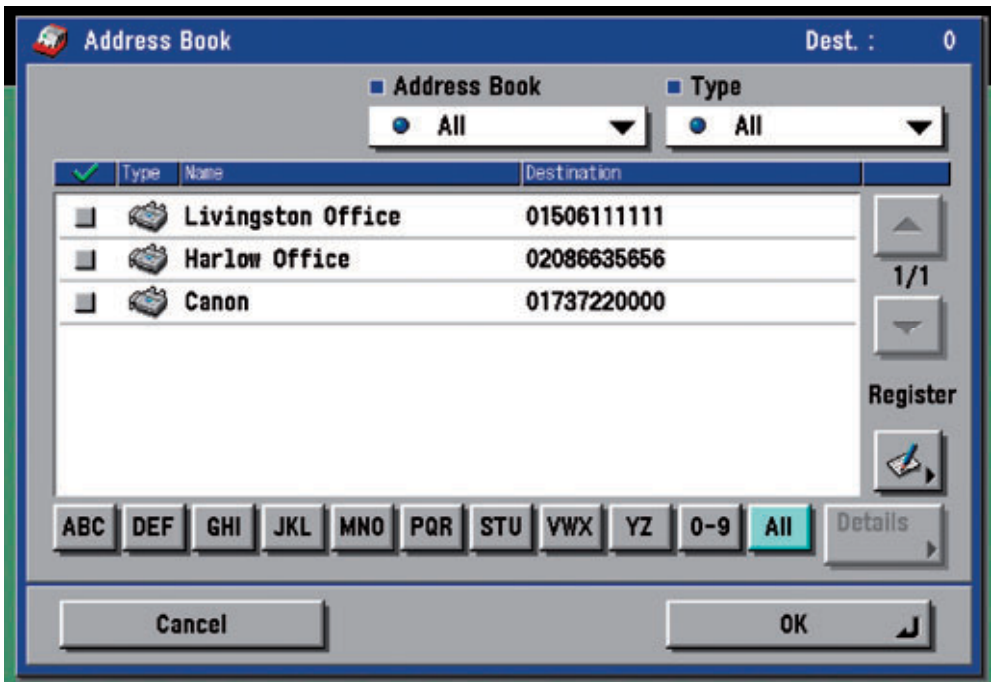 Address Book Dest. : 0
Address Book Type
All All
Type Name Destination
Livingston Office 01506111111
Harlow Office 02086635656
Canon 01737220000
1/1
Register
ABC DEF GHI JKL MNO PQR STU VWX YZ 0-9 All Details
Cancel OK